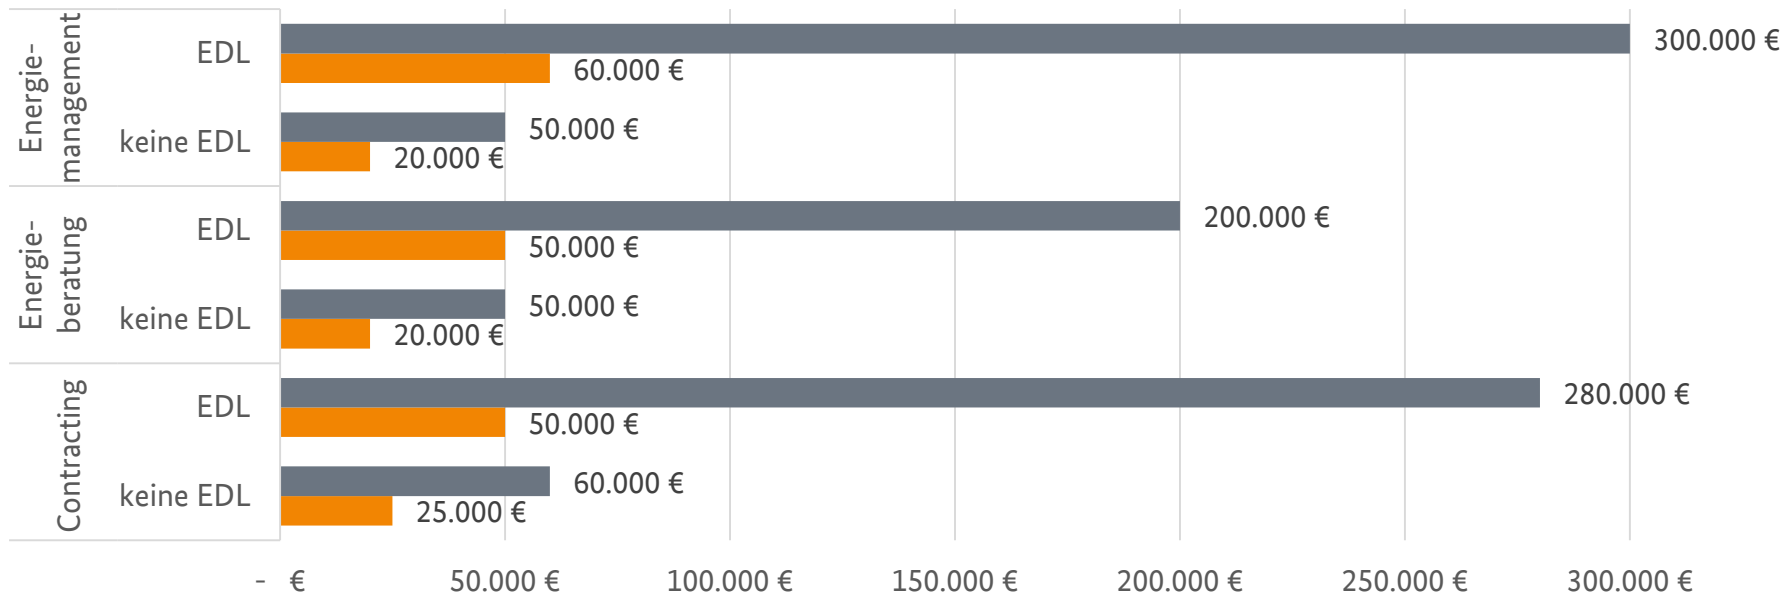 Energie-
management
EDL
300.000 €
60.000 €
keine EDL
50.000 €
20.000 €
Energie-
beratung
EDL
200.000 €
50.000 €
keine EDL
50.000 €
20.000 €
Contracting
EDL
280.000 €
50.000 €
keine EDL
60.000 €
25.000 €
- € 50.000 € 100.000 € 150.000 € 200.000 € 250.000 € 300.000 €